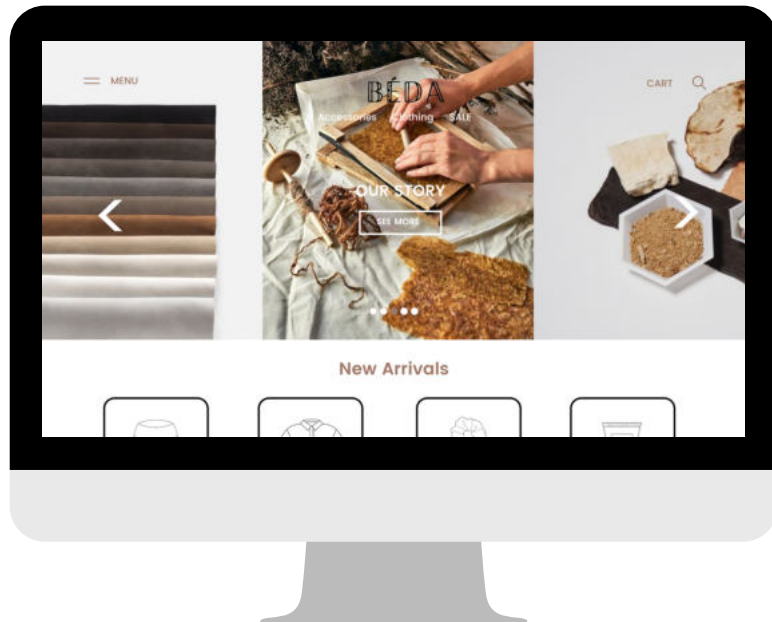 MENU
BÉDA
CART
Accessories Clothing SALE
OUR STORY
SEE MORE
New Arrivals